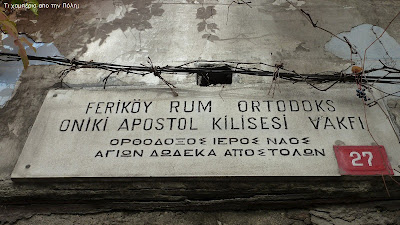 Τι χαμπέρια απο την Πόλη;
FERİKÖY RUM ORTODOKS
ONİKİ APOSTOL KİLİSESİ VAKFI
ΟΡΘΟΔΟΞΟΣ ΙΕΡΟΣ ΝΑΟΣ
ΑΓΙΩΝ ΔΩΔΕΚΑ ΑΠΟΣΤΟΛΩΝ
27